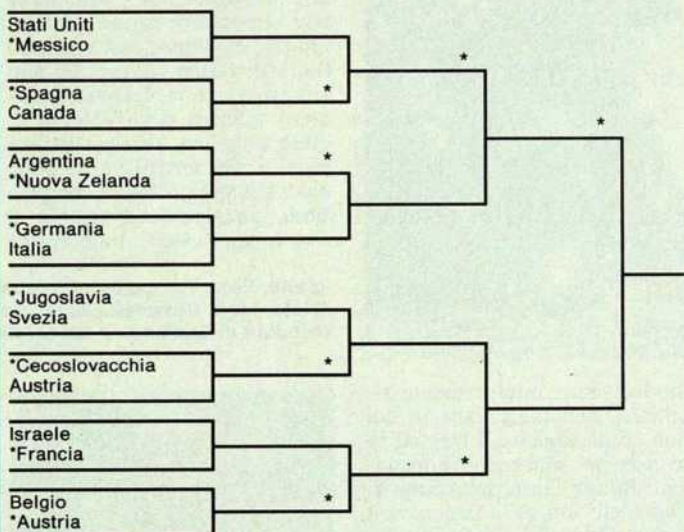 Stati Uniti
*Messico
*
*
*Spagna
Canada
*
*
Argentina
*Nuova Zelanda
*Germania
Italia
*Jugoslavia
Svezia
*
*Cecoslovacchia
Austria
Israele
*Francia
*
*
Belgio
*Austria